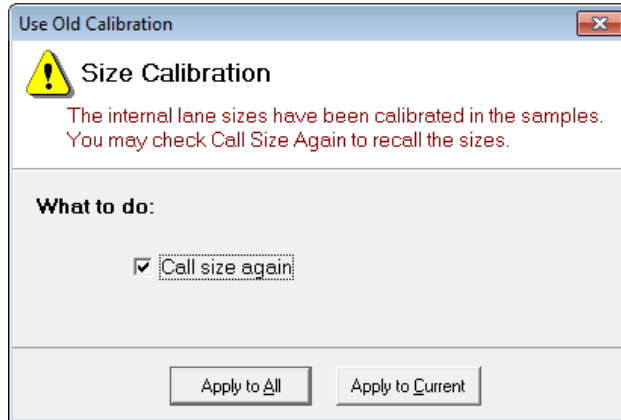 Use Old Calibration
Size Calibration
The internal lane sizes have been calibrated in the samples.
You may check Call Size Again to recall the sizes.
What to do:
Call size again
Apply to All
Apply to Current